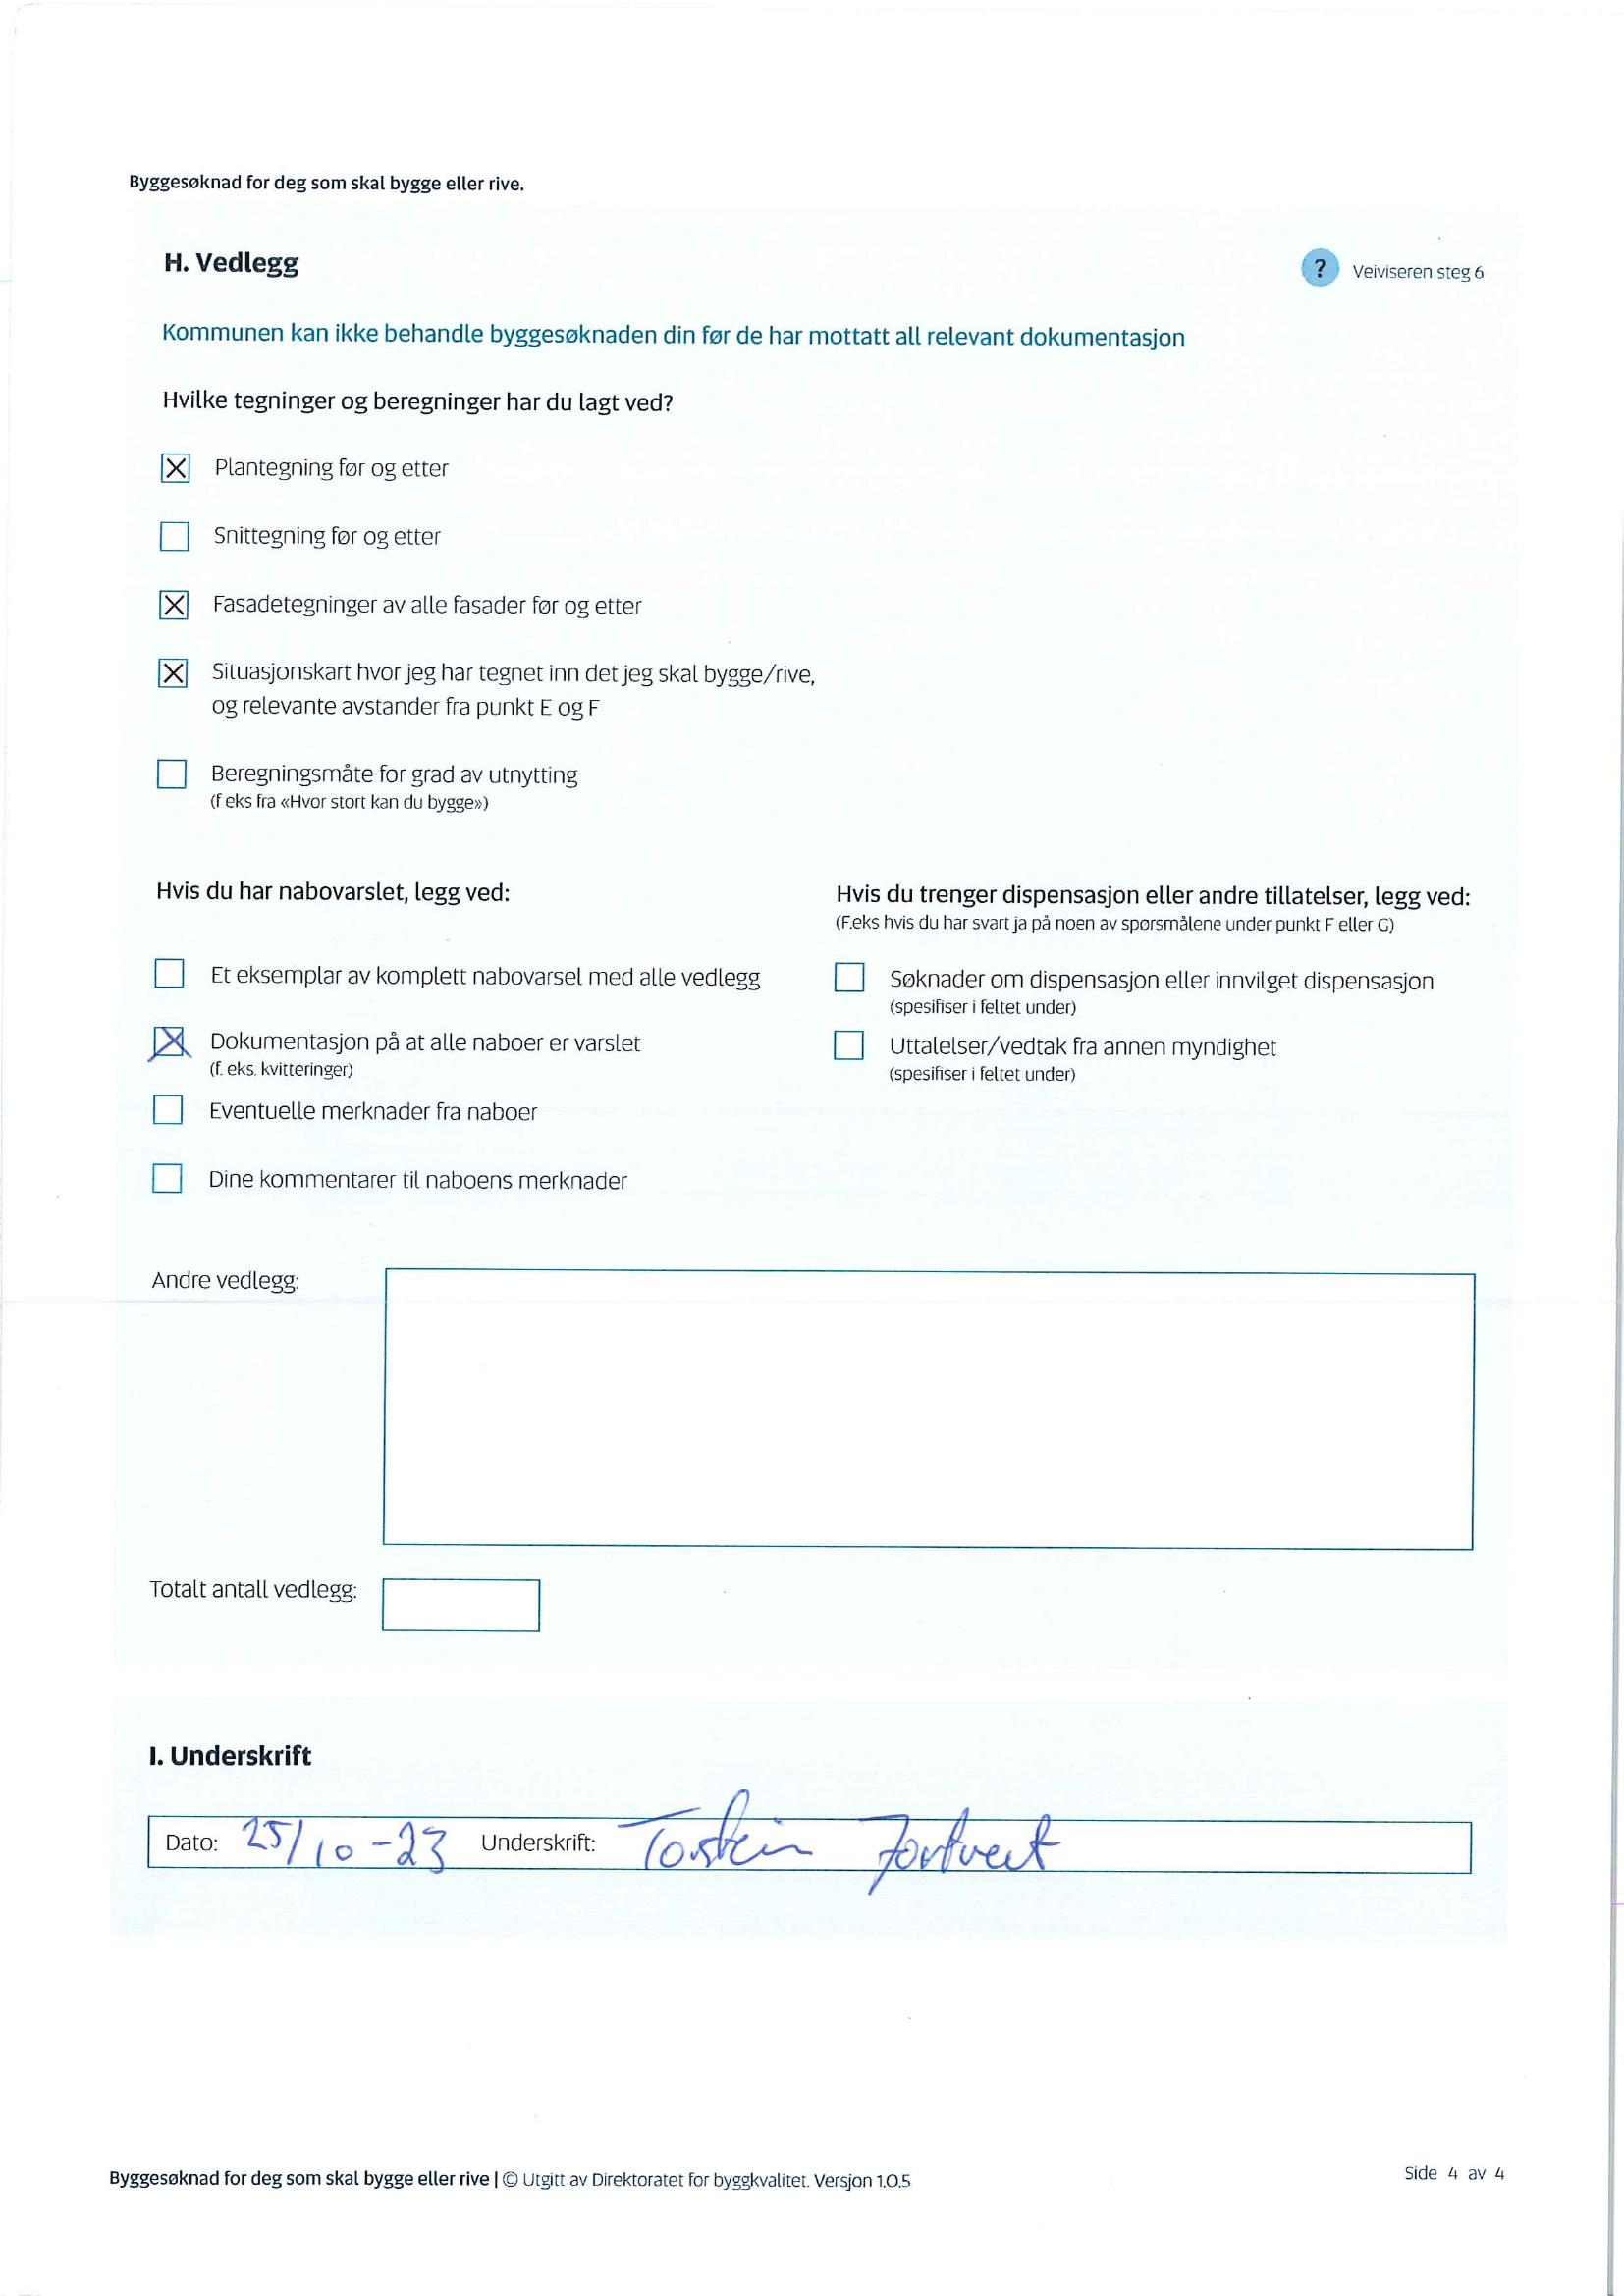 Byggesøknad for deg som skal bygge eller rive.
H. Vedlegg
? Veiviseren steg 6
Kommunen kan ikke behandle byggesøknaden din før de har mottatt all relevant dokumentasjon
Hvilke tegninger og beregninger har du lagt ved?
Plantegning før og etter
Snittegning før og etter
Fasadetegninger av alle fasader før og etter
Situasjonskart hvor jeg har tegnet inn det jeg skal bygge/rive,
og relevante avstander fra punkt E og F
Beregningsmåte for grad av utnytting
(f eks fra «Hvor stort kan du bygge»)
Hvis du har nabovarslet, legg ved:
Et eksemplar av komplett nabovarsel med alle vedlegg
Dokumentasjon på at alle naboer er varslet
(f. eks. kvitteringer)
Eventuelle merknader fra naboer
Dine kommentarer til naboens merknader
Hvis du trenger dispensasjon eller andre tillatelser, legg ved:
(F.eks hvis du har svart ja på noen av spørsmålene under punkt F eller G)
Søknader om dispensasjon eller innvilget dispensasjon
(spesifiser i feltet under)
Uttalelser/vedtak fra annen myndighet
(spesifiser i feltet under)
Andre vedlegg:
Totalt antall vedlegg:
I. Underskrift
Dato: 25/10-23 Underskrift: Torstein
Byggesøknad for deg som skal bygge eller rive | © Utgitt av Direktoratet for byggkvalitet. Versjon 1.0.5
Side 4 av 4